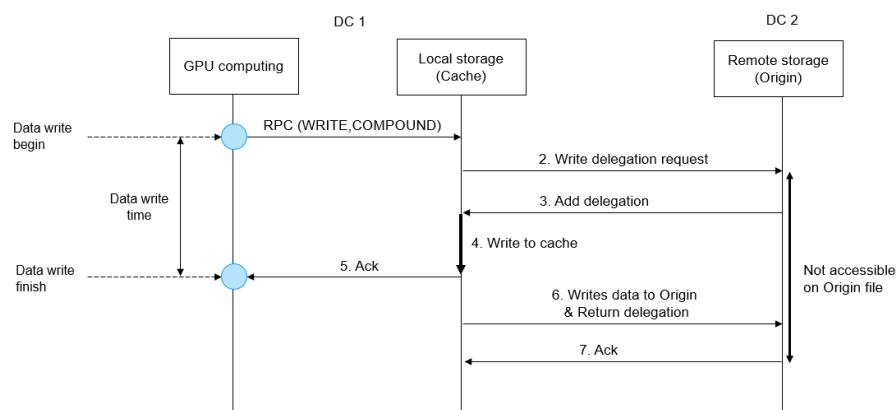 DC 1
DC 2
GPU computing
Local storage
(Cache)
Remote storage
(Origin)
Data write
begin
RPC (WRITE,COMPOUND)
2. Write delegation request
Data write
time
3. Add delegation
4. Write to cache
Data write
finish
5. Ack
Not accessible
on Origin file
6. Writes data to Origin
& Return delegation
7. Ack